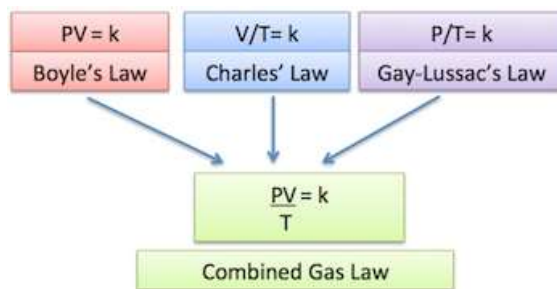 PV = k
Boyle's Law
V/T= k
Charles' Law
P/T= k
Gay-Lussac's Law
PV = k
T
Combined Gas Law